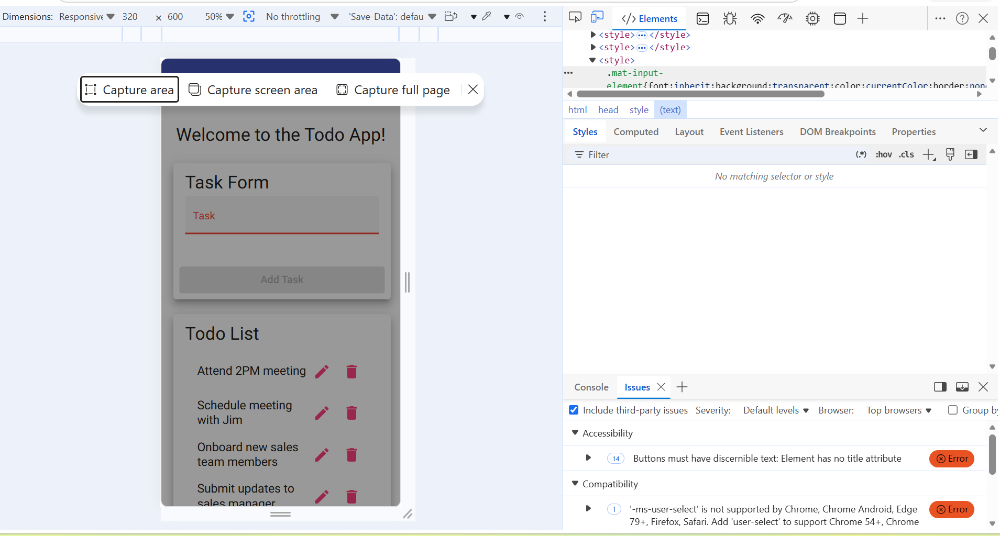 Dimensions: Responsive 320 × 600 50% No throttling 'Save-Data': defau
Capture area Capture screen area Capture full page
Welcome to the Todo App!
Task Form
Task
Add Task
Todo List
Attend 2PM meeting
Schedule meeting
with Jim
Onboard new sales
team members
Submit updates to
sales manager
</> Elements
<style> ••• </style>
<style> ••• </style>
<style>
••• .mat-input-
element{font:inherit;background:transparent;color:currentColor;border:none
html head style (text)
Styles Computed Layout Event Listeners DOM Breakpoints Properties
Filter (.*) :hov .cls
No matching selector or style
Console Issues
Include third-party issues Severity: Default levels Browser: Top browsers Group by
Accessibility
14 Buttons must have discernible text: Element has no title attribute Error
Compatibility
1 '-ms-user-select' is not supported by Chrome, Chrome Android, Edge Error
79+, Firefox, Safari. Add 'user-select' to support Chrome 54+, Chrome